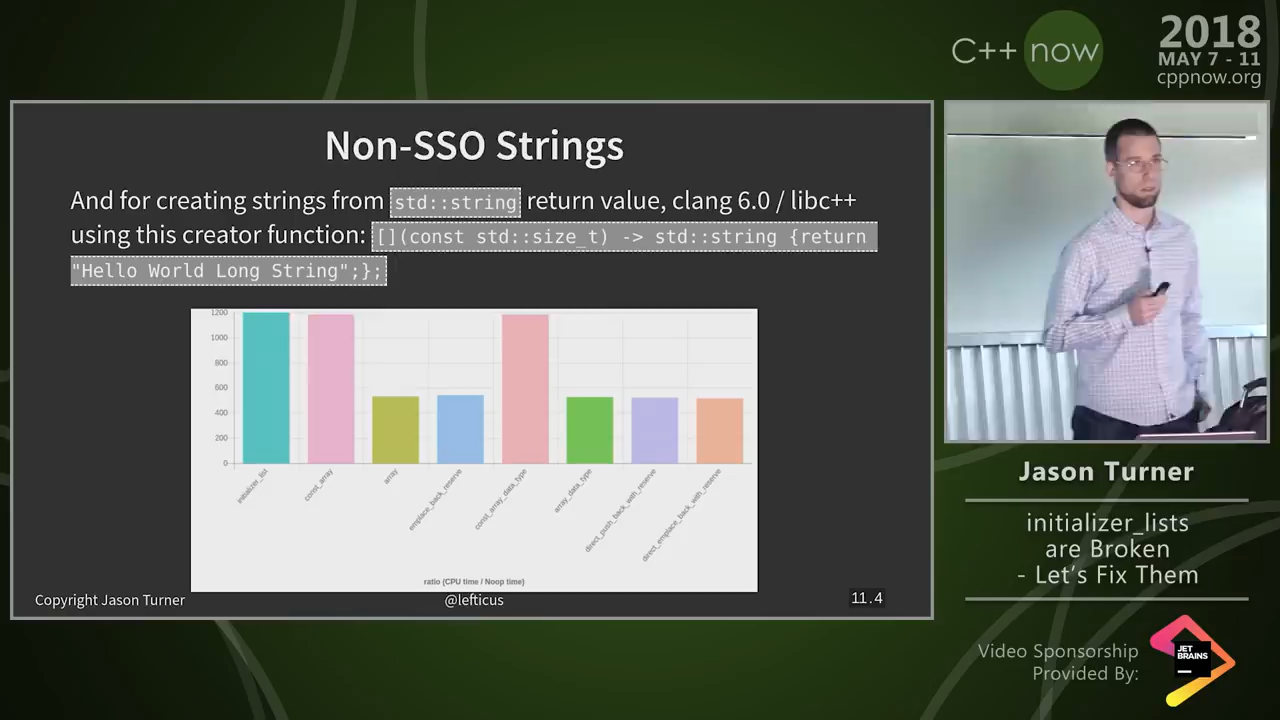 C++ now
2018
MAY 7 - 11
cppnow.org
Non-SSO Strings
And for creating strings from std::string return value, clang 6.0 / libc++
using this creator function: [](const std::size_t) -> std::string {return
"Hello World Long String";};
1200
1000
800
600
400
200
0
initializer_list
const_array
array
emplace_back_reserve
const_array_data_type
array_data_type
direct_push_back_with_reserve
direct_emplace_back_with_reserve
ratio (CPU time / Noop time)
Copyright Jason Turner
@lefticus
11.4
Jason Turner
initializer_lists
are Broken
- Let's Fix Them
Video Sponsorship
Provided By:
JET
BRAINS